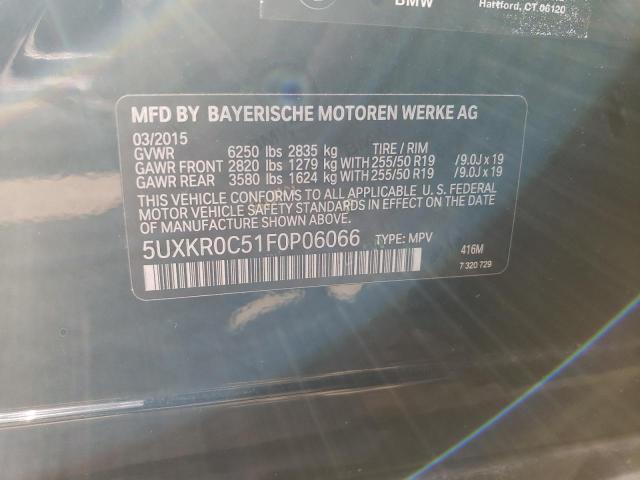 BMW
Hartford, CT 06120
MFD BY BAYERISCHE MOTOREN WERKE AG
03/2015
GVWR 6250 lbs 2835 kg TIRE / RIM
GAWR FRONT 2820 lbs 1279 kg WITH 255/50 R19 /9.0J x 19
GAWR REAR 3580 lbs 1624 kg WITH 255/50 R19 /9.0J x 19
THIS VEHICLE CONFORMS TO ALL APPLICABLE U. S. FEDERAL
MOTOR VEHICLE SAFETY STANDARDS IN EFFECT ON THE DATE
OF MANUFACTURE SHOWN ABOVE.
5UXKR0C51F0P06066 TYPE: MPV 416M
7 320 729